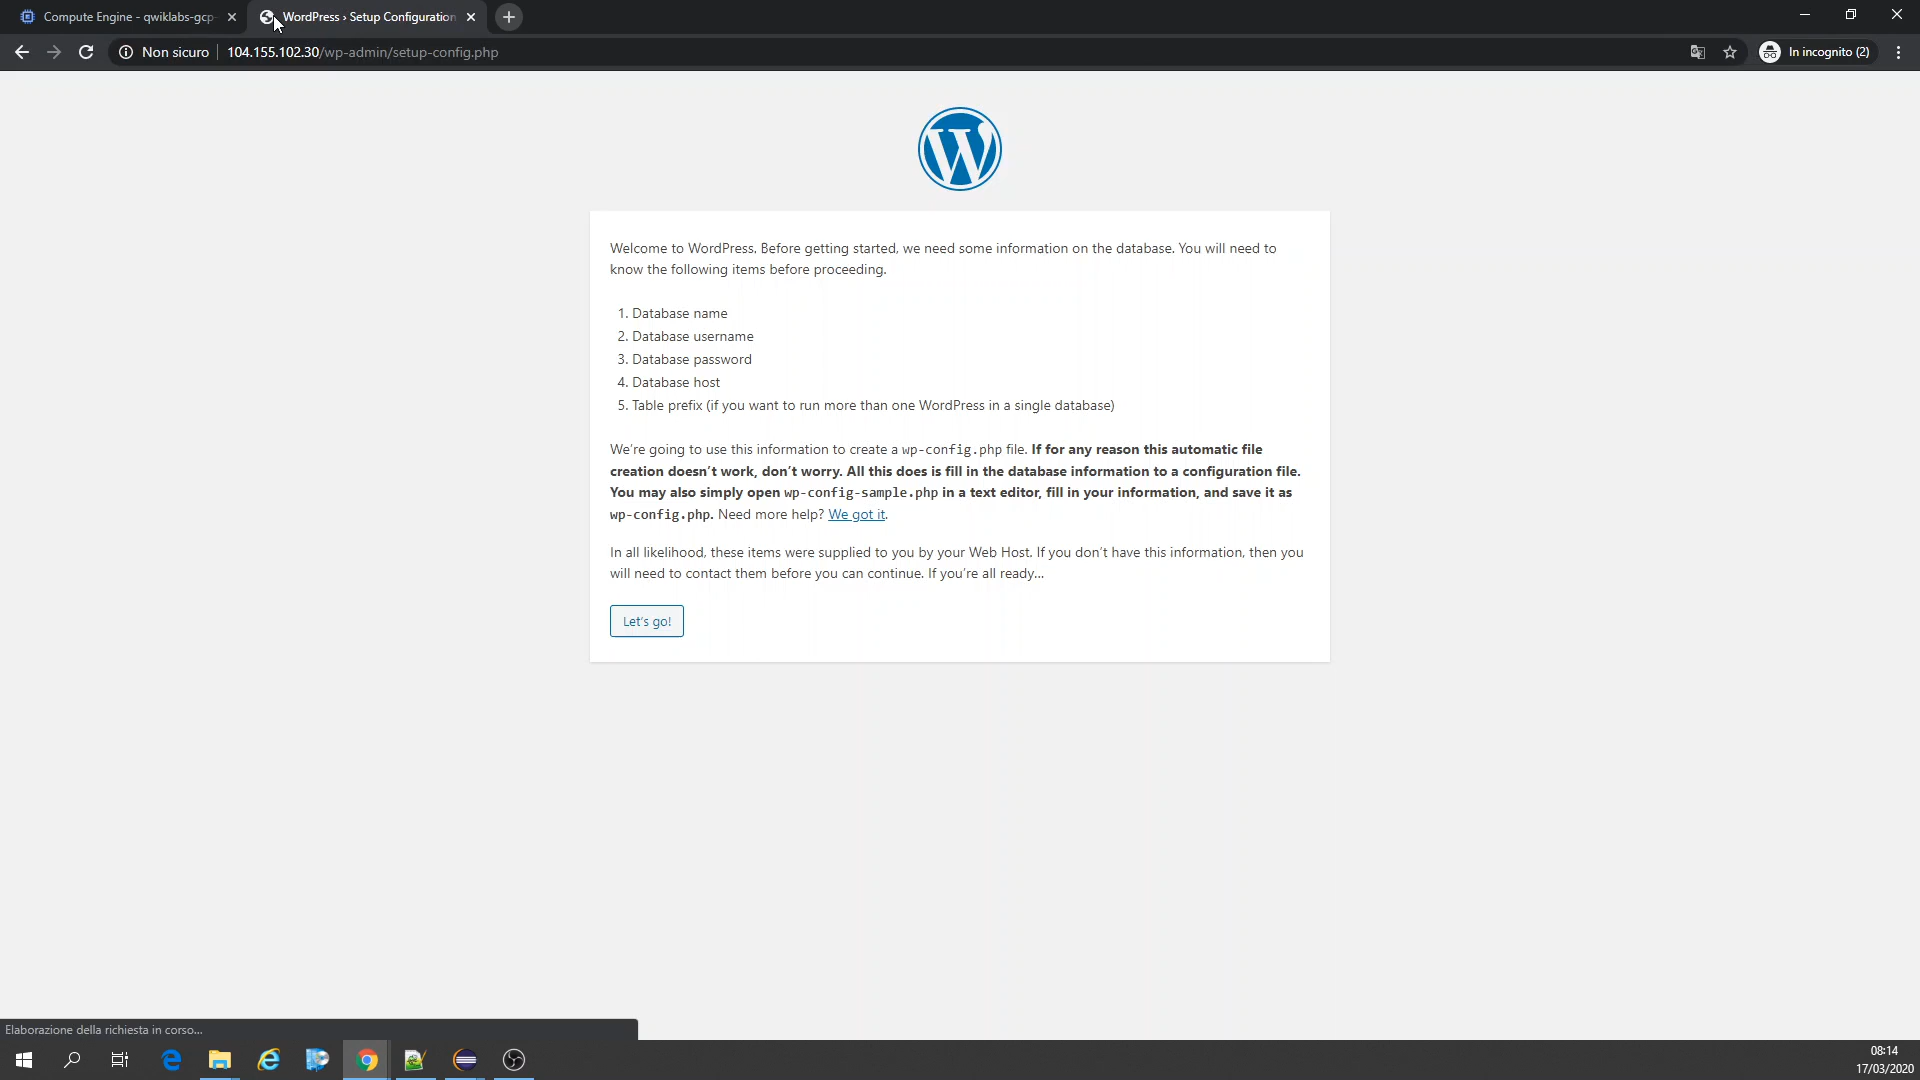 Compute Engine - qwiklabs-gcp-
WordPress › Setup Configuration
Non sicuro
104.155.102.30/wp-admin/setup-config.php
In incognito (2)
Welcome to WordPress. Before getting started, we need some information on the database. You will need to
know the following items before proceeding.
1. Database name
2. Database username
3. Database password
4. Database host
5. Table prefix (if you want to run more than one WordPress in a single database)
We’re going to use this information to create a wp-config.php file. If for any reason this automatic file
creation doesn’t work, don’t worry. All this does is fill in the database information to a configuration file.
You may also simply open wp-config-sample.php in a text editor, fill in your information, and save it as
wp-config.php. Need more help? We got it.
In all likelihood, these items were supplied to you by your Web Host. If you don’t have this information, then you
will need to contact them before you can continue. If you’re all ready…
Let’s go!
Elaborazione della richiesta in corso...
08:14
17/03/2020